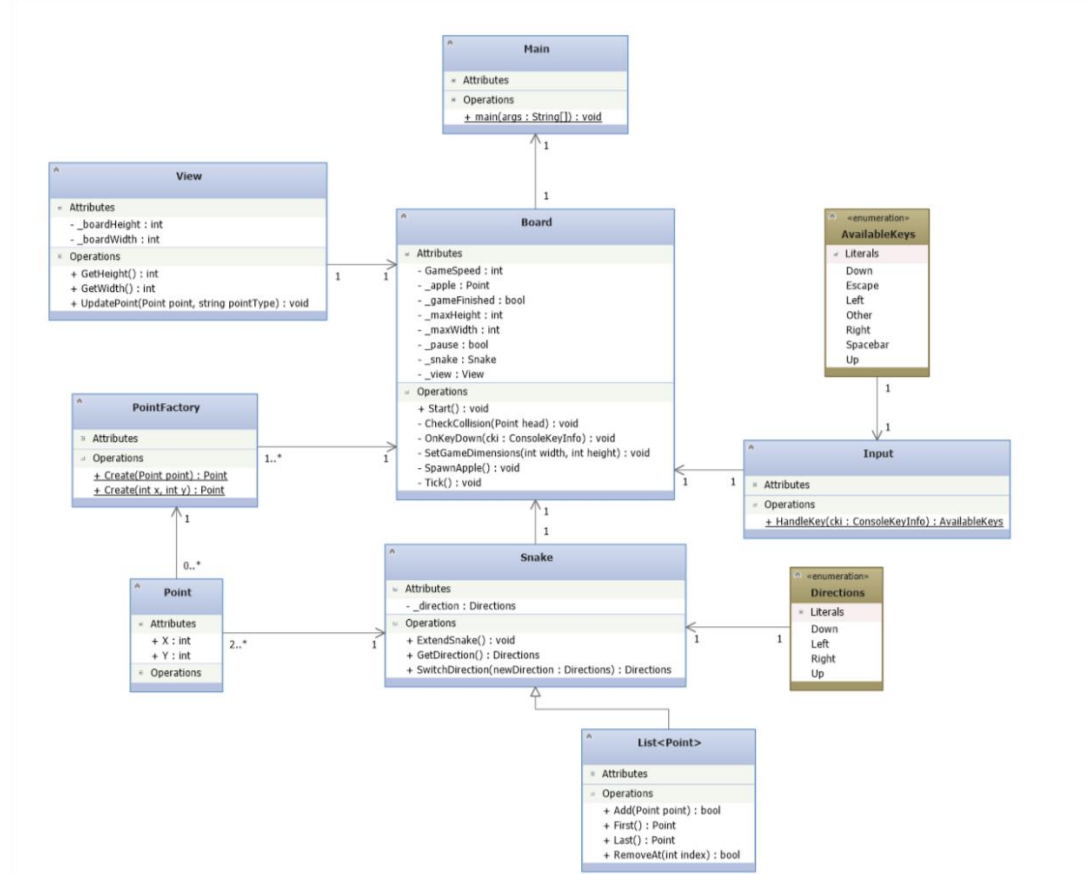 Main
Attributes
Operations
+ main(args : String[]) : void
1
1
View
Attributes
- _boardHeight : int
- _boardWidth : int
Operations
+ GetHeight() : int
+ GetWidth() : int
+ UpdatePoint(Point point, string pointType) : void
1
1
Board
Attributes
- GameSpeed : int
- _apple : Point
- _gameFinished : bool
- _maxHeight : int
- _maxWidth : int
- _pause : bool
- _snake : Snake
- _view : View
Operations
+ Start() : void
- CheckCollision(Point head) : void
- OnKeyDown(cki : ConsoleKeyInfo) : void
- SetGameDimensions(int width, int height) : void
- SpawnApple() : void
- Tick() : void
«enumeration»
AvailableKeys
Literals
Down
Escape
Left
Other
Right
Spacebar
Up
1
1
PointFactory
Attributes
Operations
+ Create(Point point) : Point
+ Create(int x, int y) : Point
1..*
1
Input
Attributes
Operations
+ HandleKey(cki : ConsoleKeyInfo) : AvailableKeys
1
1
1
0..*
1
1
Point
Attributes
+ X : int
+ Y : int
Operations
2..*
1
Snake
Attributes
- _direction : Directions
Operations
+ ExtendSnake() : void
+ GetDirection() : Directions
+ SwitchDirection(newDirection : Directions) : Directions
1
1
«enumeration»
Directions
Literals
Down
Left
Right
Up
List<Point>
Attributes
Operations
+ Add(Point point) : bool
+ First() : Point
+ Last() : Point
+ RemoveAt(int index) : bool